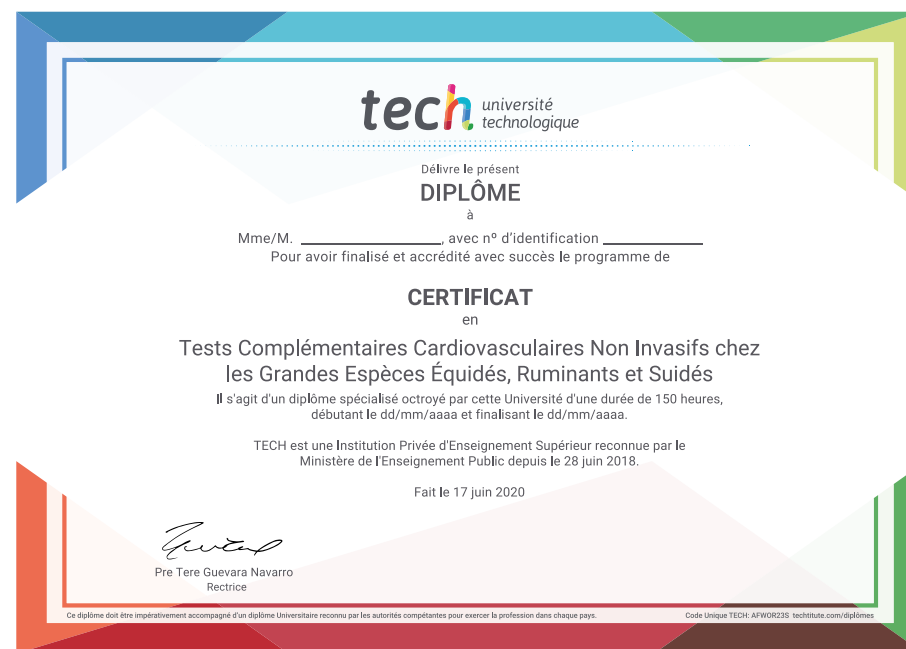 tech université
technologique
Délivre le présent
DIPLÔME
à
Mme/M. ____________________, avec nº d'identification ______________
Pour avoir finalisé et accrédité avec succès le programme de
CERTIFICAT
en
Tests Complémentaires Cardiovasculaires Non Invasifs chez
les Grandes Espèces Équidés, Ruminants et Suidés
Il s'agit d'un diplôme spécialisé octroyé par cette Université d'une durée de 150 heures,
débutant le dd/mm/aaaa et finalisant le dd/mm/aaaa.
TECH est une Institution Privée d'Enseignement Supérieur reconnue par le
Ministère de l'Enseignement Public depuis le 28 juin 2018.
Fait le 17 juin 2020
Pre Tere Guevara Navarro
Rectrice
Ce diplôme doit être impérativement accompagné d'un diplôme Universitaire reconnu par les autorités compétantes pour exercer la profession dans chaque pays.
Code Unique TECH: AFWOR23S techtitute.com/diplômes